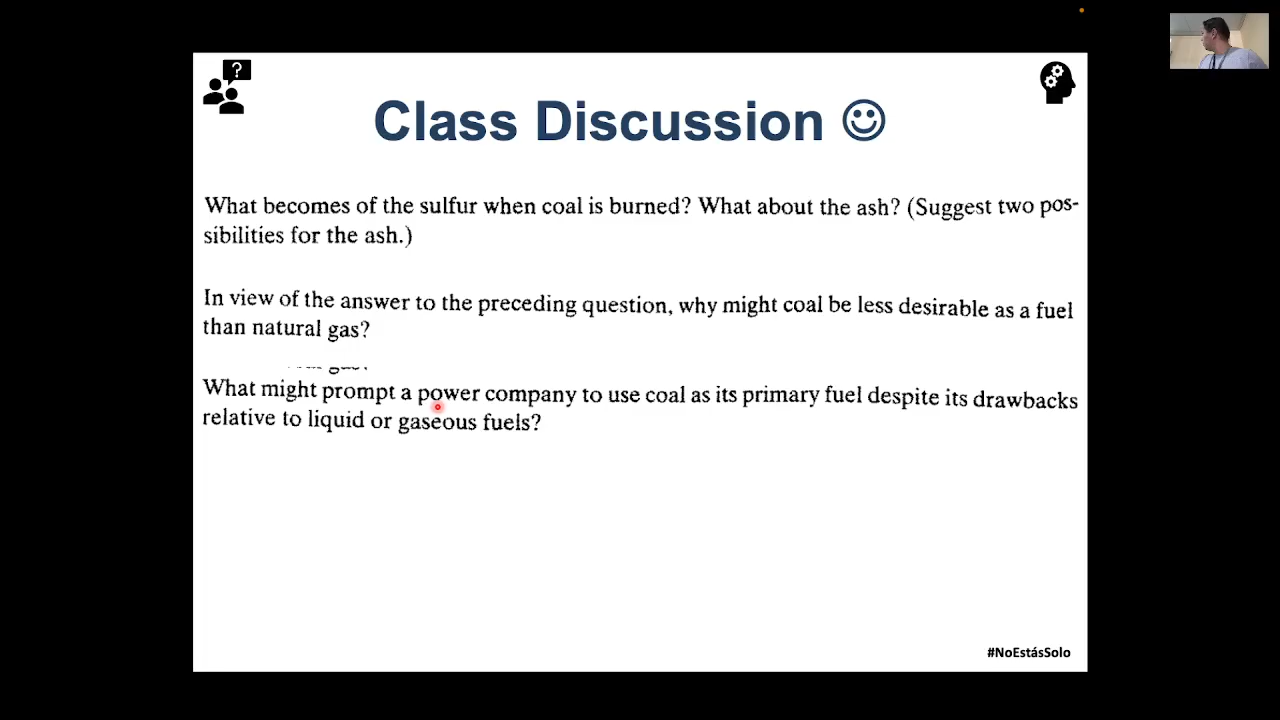 ?
Class Discussion ☺
What becomes of the sulfur when coal is burned? What about the ash? (Suggest two pos-
sibilities for the ash.)
In view of the answer to the preceding question, why might coal be less desirable as a fuel
than natural gas?
What might prompt a power company to use coal as its primary fuel despite its drawbacks
relative to liquid or gaseous fuels?
#NoEstásSolo